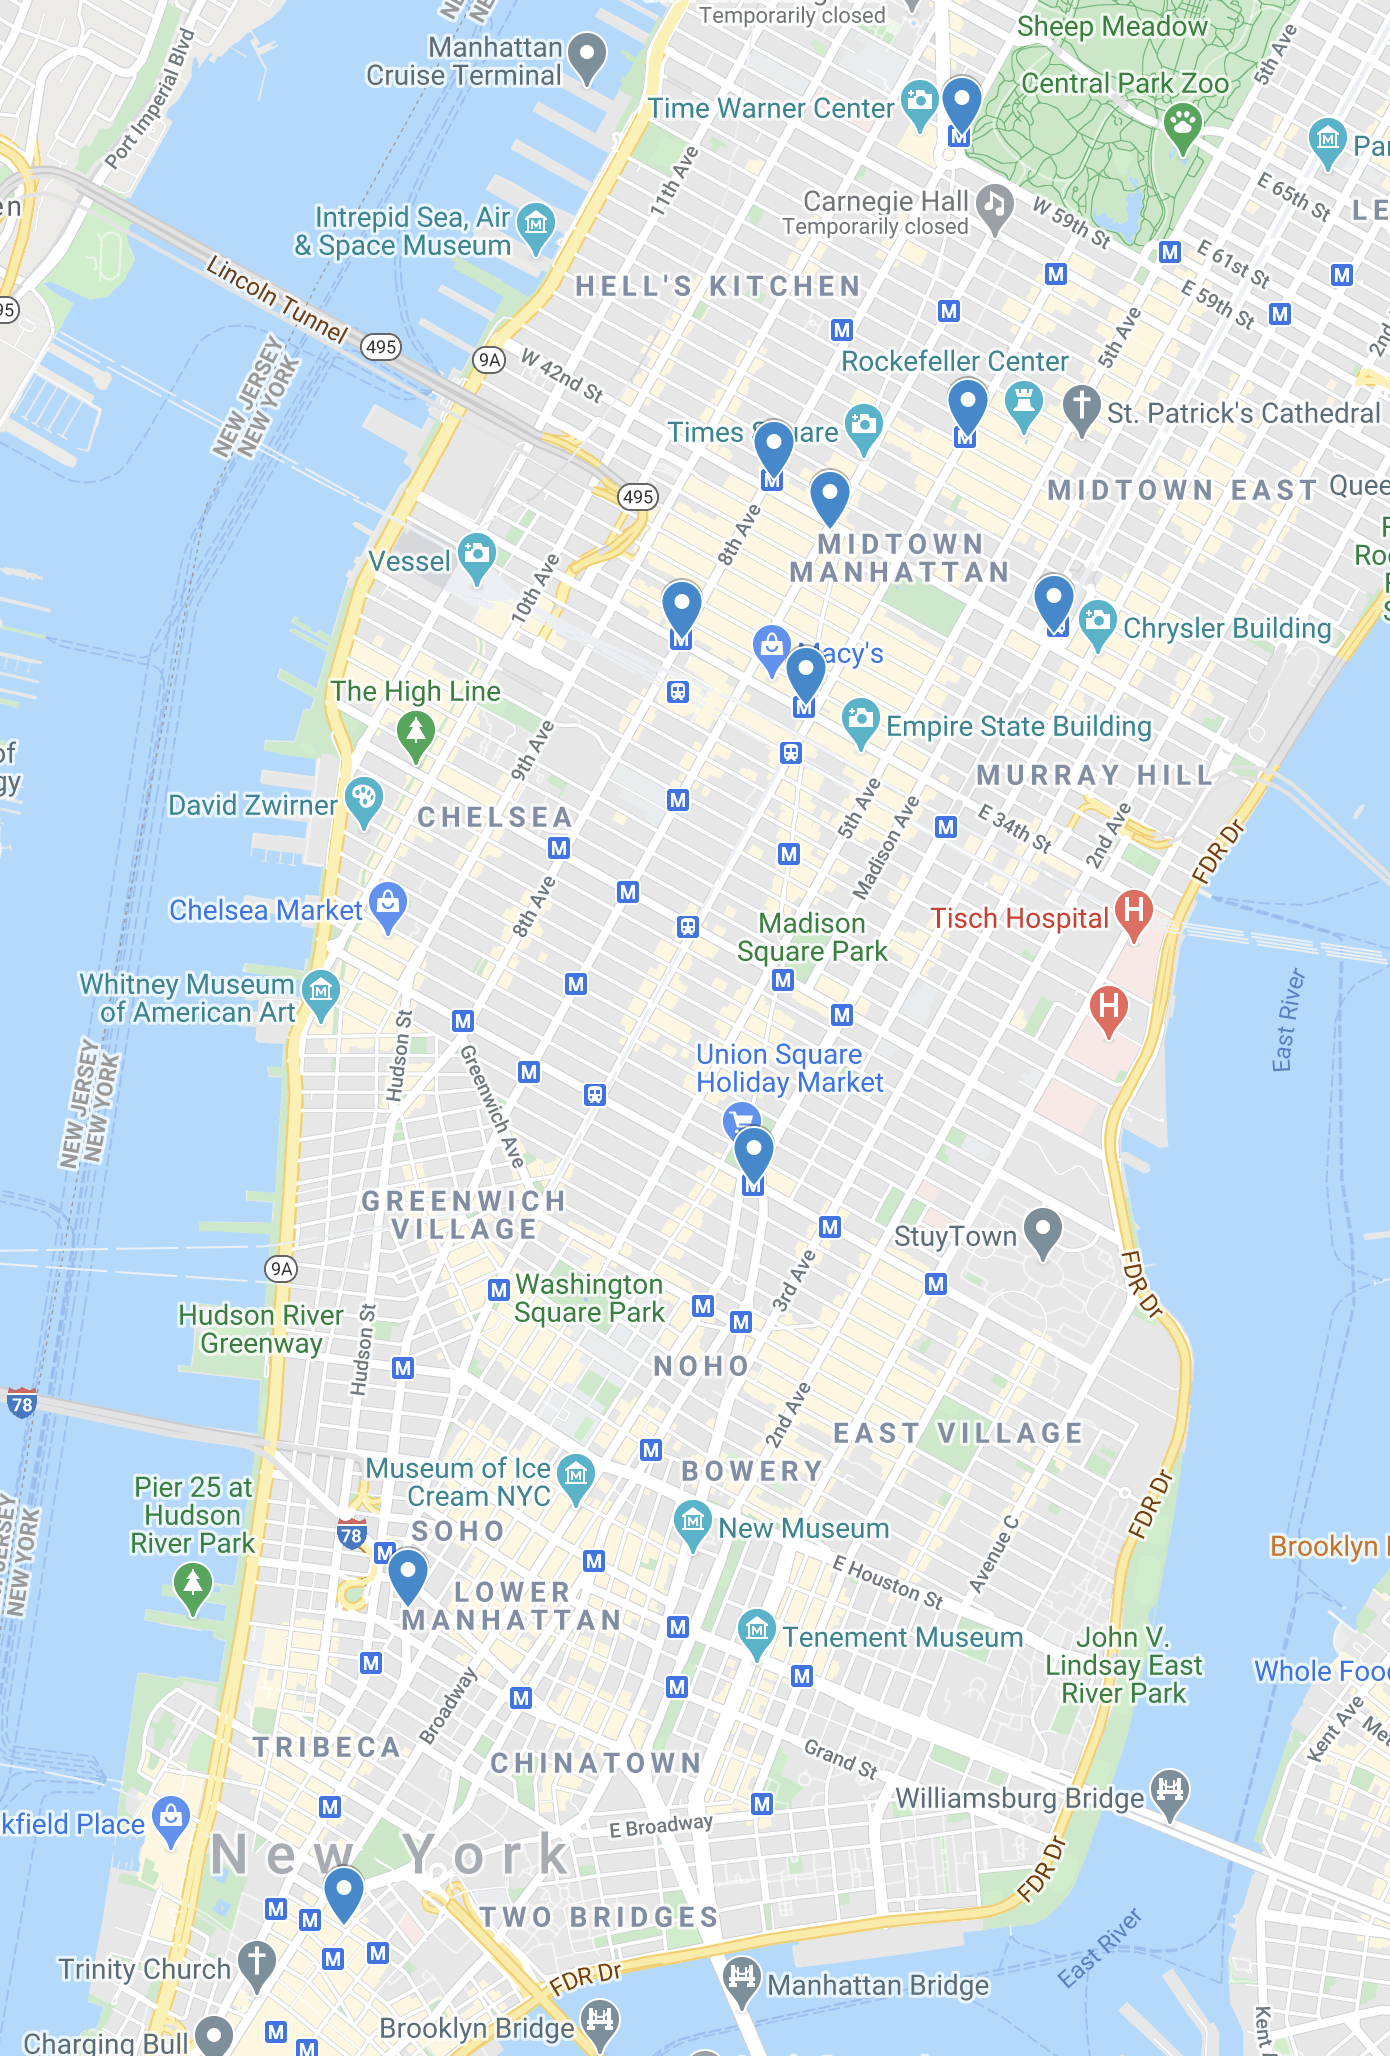 Temporarily closed
Sheep Meadow
Manhattan
Cruise Terminal
Port Imperial Blvd
5th Ave
Central Park Zoo
Time Warner Center
11th Ave
E 65th St
Carnegie Hall
Temporarily closed
W 59th St
Intrepid Sea, Air
& Space Museum
E 61st St
E 59th St
Lincoln Tunnel
HELL'S KITCHEN
495
9A
NEW JERSEY
NEW YORK
W 42nd St
5th Ave
Rockefeller Center
St. Patrick's Cathedral
495
MIDTOWN EAST
8th Ave
MIDTOWN
MANHATTAN
Vessel
10th Ave
Chrysler Building
Macy's
The High Line
Empire State Building
9th Ave
MURRAY HILL
David Zwirner
CHELSEA
5th Ave
Madison Ave
E 34th St
2nd Ave
FDR Dr
Chelsea Market
8th Ave
Madison
Square Park
Tisch Hospital
H
H
Whitney Museum
of American Art
Hudson St
East River
Greenwich Ave
Union Square
Holiday Market
NEW JERSEY
NEW YORK
GREENWICH
VILLAGE
StuyTown
9A
3rd Ave
FDR Dr
Washington
Square Park
Hudson River
Greenway
Hudson St
NOHO
78
2nd Ave
EAST VILLAGE
Museum of Ice
Cream NYC
BOWERY
Pier 25 at
Hudson
River Park
78
SOHO
New Museum
FDR Dr
Avenue C
NEW YORK
Brooklyn
LOWER
MANHATTAN
E Houston St
Tenement Museum
John V.
Lindsay East
River Park
Broadway
Kent Ave
TRIBECA
CHINATOWN
Grand St
Williamsburg Bridge
kfield Place
E Broadway
New York
FDR Dr
TWO BRIDGES
East River
Trinity Church
FDR Dr
Manhattan Bridge
Brooklyn Bridge
Charging Bull